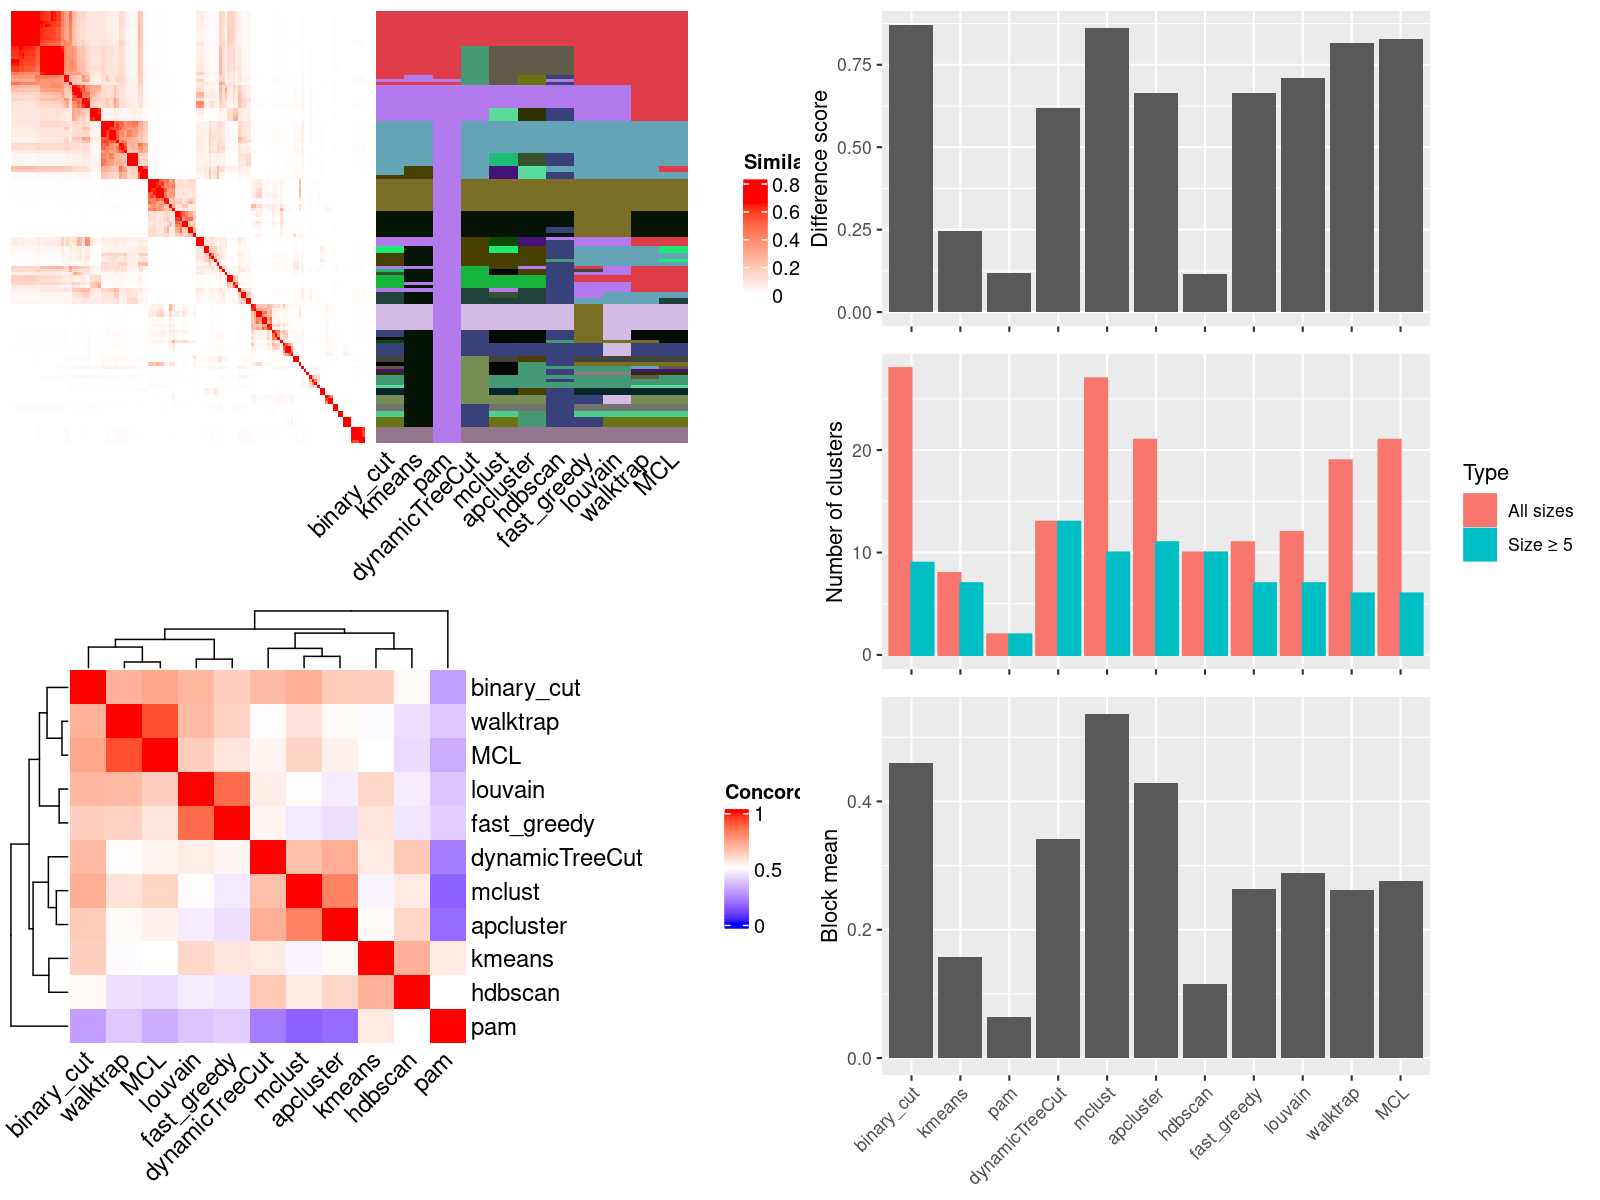 Simila
0.8
0.6
0.4
0.2
0
binary_cut
kmeans
pam
dynamicTreeCut
mclust
apcluster
hdbscan
fast_greedy
louvain
walktrap
MCL
Difference score
0.75
0.50
0.25
0.00
Number of clusters
20
10
0
Type
All sizes
Size ≥ 5
binary_cut
walktrap
MCL
louvain
fast_greedy
dynamicTreeCut
mclust
apcluster
kmeans
hdbscan
pam
binary_cut
walktrap
MCL
louvain
fast_greedy
dynamicTreeCut
mclust
apcluster
kmeans
hdbscan
pam
Concord
1
0.5
0
Block mean
0.4
0.2
0.0
binary_cut
kmeans
pam
dynamicTreeCut
mclust
apcluster
hdbscan
fast_greedy
louvain
walktrap
MCL